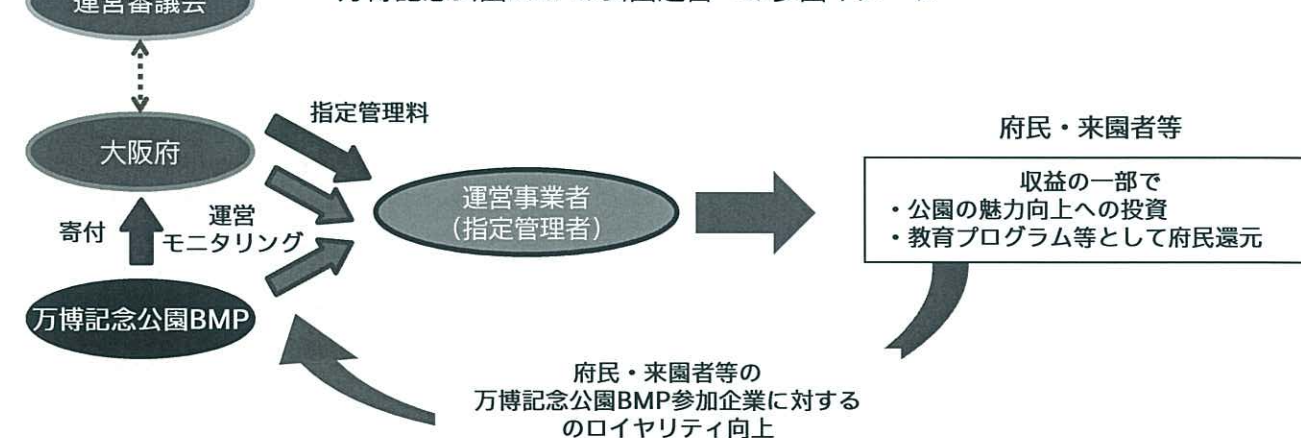 運営審議会
指定管理料
大阪府
府民・来園者等
運営事業者
（指定管理者）
収益の一部で
・公園の魅力向上への投資
・教育プログラム等として府民還元
寄付
運営
モニタリング
万博記念公園BMP
府民・来園者等の
万博記念公園BMP参加企業に対する
のロイヤリティ向上